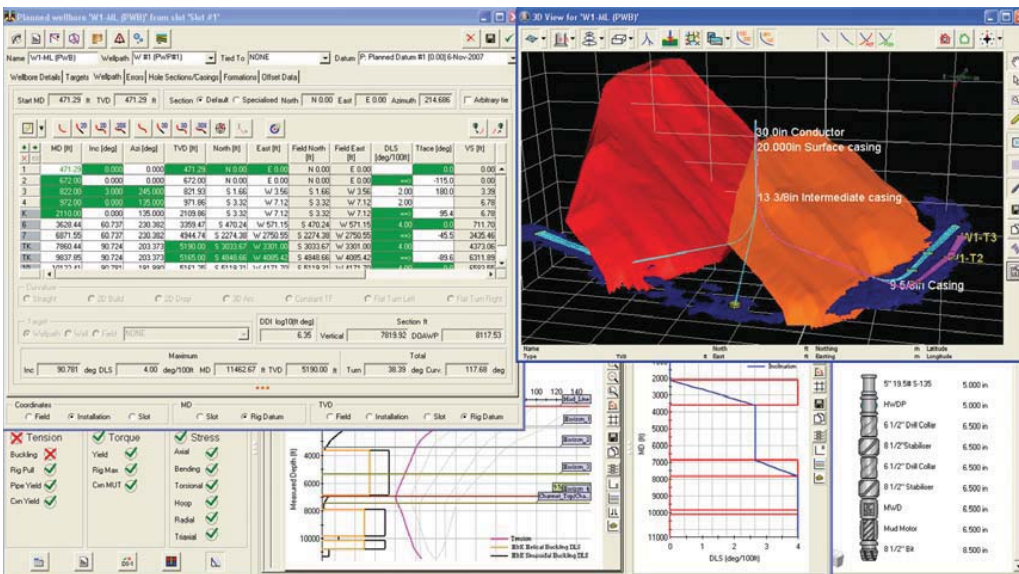 Planned wellbore 'W1-ML (PWB)' from slot 'Slot #1'
Name W1-ML (PWB) Wellpath W #1 (PWP#1) Tied To NONE Datum P: Planned Datum #1 [0.00] 6-Nov-2007
Wellbore Details Targets Wellpath Errors Hole Sections/Casings Formations Offset Data
Start MD 471.29 ft TVD 471.29 ft Section Default Specialised North N 0.00 East E 0.00 Azimuth 214.686 Arbitrary tie
MD [ft] Inc [deg] Azi [deg] TVD [ft] North [ft] East [ft] Field North [ft] Field East [ft] DLS [deg/100ft] Tface [deg] VS [ft]
1 471.29 0.000 0.000 471.29 N 0.00 E 0.00 N 0.00 E 0.00 0.0 0.00
2 672.00 0.000 0.000 672.00 N 0.00 E 0.00 N 0.00 E 0.00 -115.0 0.00
3 822.00 3.000 245.000 821.93 S 1.66 W 3.56 S 1.66 W 3.56 2.00 180.0 3.39
4 972.00 0.000 135.000 971.86 S 3.32 W 7.12 S 3.32 W 7.12 2.00 6.78
K 2110.00 0.000 135.000 2109.86 S 3.32 W 7.12 S 3.32 W 7.12 95.4 6.78
6 3628.44 60.737 230.382 3359.47 S 470.24 W 571.15 S 470.24 W 571.15 4.00 0.0 711.70
7 6871.55 60.737 230.382 4944.74 S 2274.38 W 2750.55 S 2274.38 W 2750.55 -45.5 3435.46
TK 7860.44 90.724 203.373 5190.00 S 3033.67 W 3301.00 S 3033.67 W 3301.00 4.00 4373.06
TK 9837.85 90.724 203.373 5165.00 S 4848.66 W 4085.42 S 4848.66 W 4085.42 -89.6 6311.89
Curvature
Straight 2D Build 2D Drop 3D Arc Constant TF Flat Turn Left Flat Turn Right
Target
Wellpath Well Field NONE
DDI log10(ft deg) Section ft
6.35 Vertical 7819.92 DOAWP 8117.53
Maximum Total
Inc 90.781 deg DLS 4.00 deg/100ft MD 11462.67 ft TVD 5190.00 ft Turn 38.39 deg Curv. 117.68 deg
Coordinates MD TVD
Field Installation Slot Slot Rig Datum Field Installation Slot Rig Datum
3D View for 'W1-ML (PWB)'
30.0in Conductor
20.000in Surface casing
13 3/8in Intermediate casing
W1-T3
W1-T2
9 5/8in Casing
Name North ft Northing m Latitude
Type TVD ft East ft Easting m Longitude
Tension Torque Stress
Buckling Yield Axial
Rig Pull Rig Max Bending
Pipe Yield Cxn MUT Torsional
Cxn Yield Hoop
Radial
Triaxial
100 120 140
Mud_Line
Horizon_1
Horizon_3
4000
6000
8000
10000
Measured Depth (ft)
Tension
Helical Buckling DLS
Sinusoidal Buckling DLS
Inclination
2000
3000
4000
5000
6000
7000
8000
9000
10000
11000
MD (ft)
0 1 2 3 4
DLS (deg/100ft)
5" 19.5# S-135 5.000 in
HWDP 5.000 in
6 1/2" Drill Collar 6.500 in
8 1/2" Stabiliser 6.500 in
6 1/2" Drill Collar 6.500 in
8 1/2" Stabiliser 6.500 in
MWD 6.500 in
Mud Motor 6.500 in
8 1/2" Bit 8.500 in